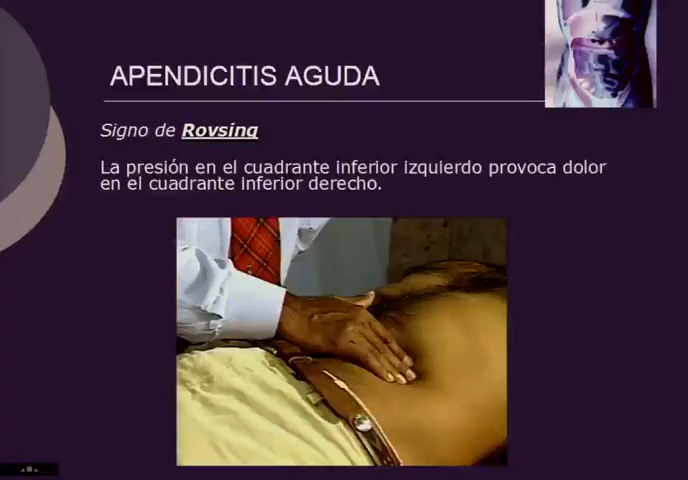 APENDICITIS AGUDA
Signo de Rovsing
La presión en el cuadrante inferior izquierdo provoca dolor
en el cuadrante inferior derecho.